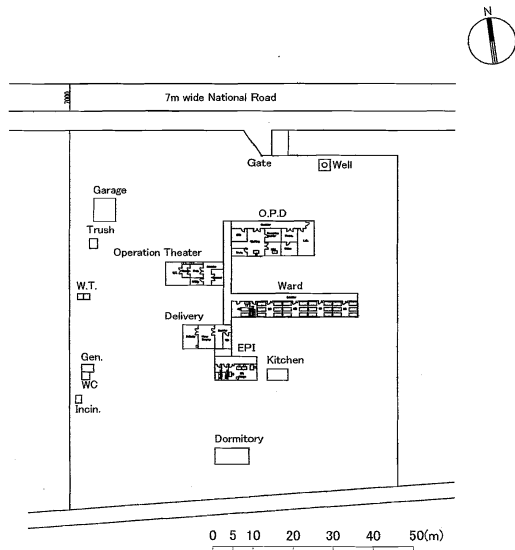 N
7000
7m wide National Road
Gate
Well
Garage
O.P.D
Trush
Operation Theater
W.T.
Ward
Delivery
EPI
Gen.
Kitchen
WC
Incin.
Dormitory
0 5 10 20 30 40 50(m)